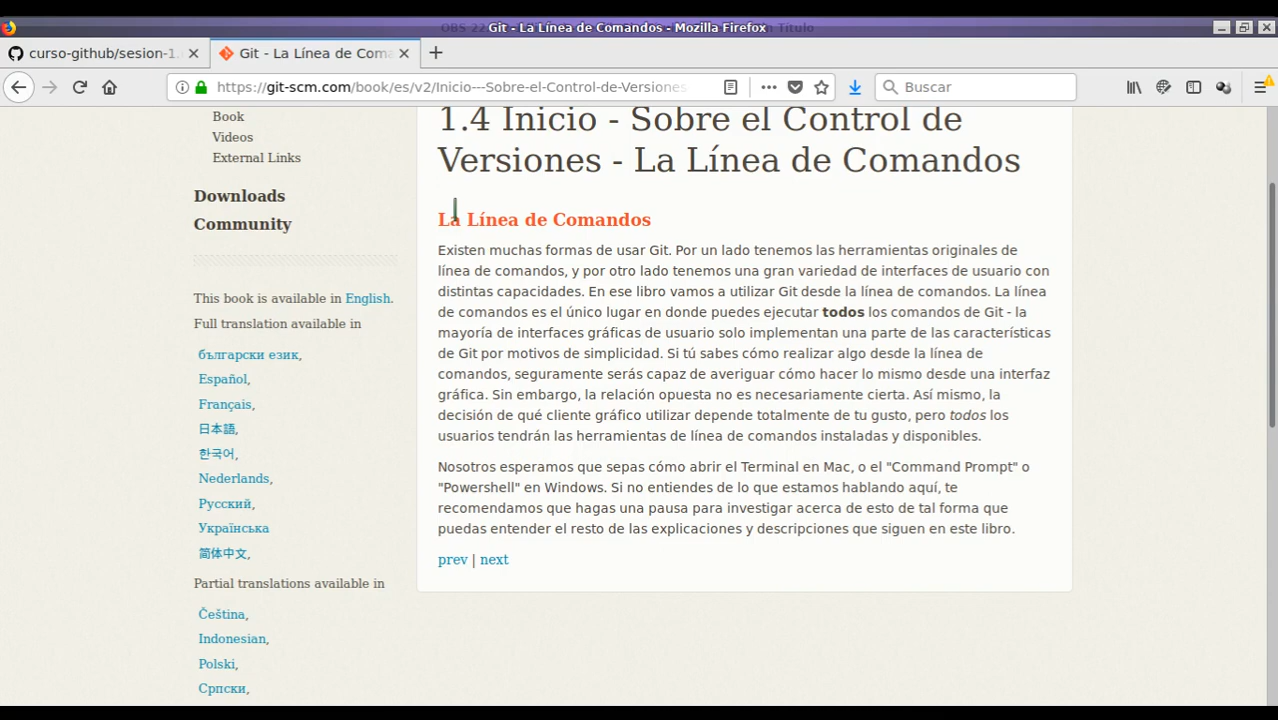 Git - La Línea de Comandos - Mozilla Firefox
curso-github/sesion-1.
Git - La Línea de Coma
https://git-scm.com/book/es/v2/Inicio---Sobre-el-Control-de-Versiones
Buscar
Book
Videos
External Links
Downloads
Community
This book is available in English.
Full translation available in
български език,
Español,
Français,
日本語,
한국어,
Nederlands,
Русский,
Українська
简体中文,
Partial translations available in
Čeština,
Indonesian,
Polski,
Српски,
1.4 Inicio - Sobre el Control de
Versiones - La Línea de Comandos
La Línea de Comandos
Existen muchas formas de usar Git. Por un lado tenemos las herramientas originales de
línea de comandos, y por otro lado tenemos una gran variedad de interfaces de usuario con
distintas capacidades. En ese libro vamos a utilizar Git desde la línea de comandos. La línea
de comandos es el único lugar en donde puedes ejecutar todos los comandos de Git - la
mayoría de interfaces gráficas de usuario solo implementan una parte de las características
de Git por motivos de simplicidad. Si tú sabes cómo realizar algo desde la línea de
comandos, seguramente serás capaz de averiguar cómo hacer lo mismo desde una interfaz
gráfica. Sin embargo, la relación opuesta no es necesariamente cierta. Así mismo, la
decisión de qué cliente gráfico utilizar depende totalmente de tu gusto, pero todos los
usuarios tendrán las herramientas de línea de comandos instaladas y disponibles.
Nosotros esperamos que sepas cómo abrir el Terminal en Mac, o el "Command Prompt" o
"Powershell" en Windows. Si no entiendes de lo que estamos hablando aquí, te
recomendamos que hagas una pausa para investigar acerca de esto de tal forma que
puedas entender el resto de las explicaciones y descripciones que siguen en este libro.
prev | next